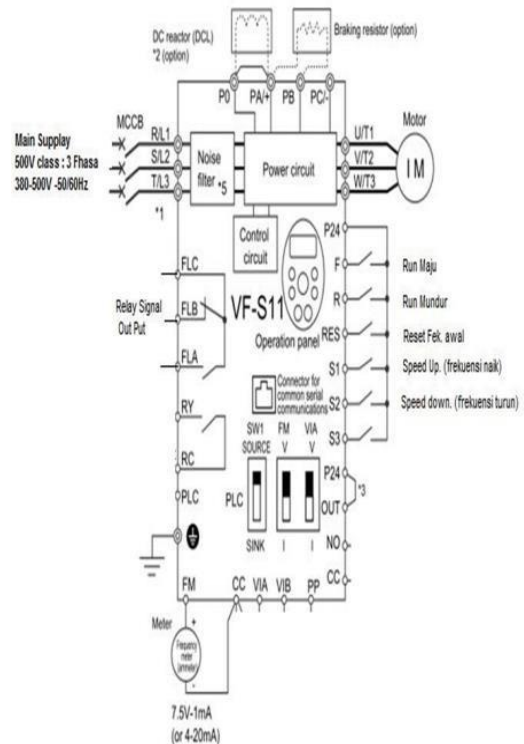 DC reactor (DCL)
*2 (option)
Braking resistor (option)
P0 PA/+ PB PC/-
MCCB
Main Supplay
500V class : 3 Fhasa
380-500V -50/60Hz
R/L1
S/L2
T/L3
*1
Noise
filter
*5
Power circuit
U/T1
V/T2
W/T3
Motor
I M
Control
circuit
P24
FLC
F
Run Maju
Relay Signal
Out Put
FLB
VF-S11
R
Run Mundur
Operation panel
RES
Reset Fek. awal
FLA
S1
Speed Up. (frekuensi naik)
Connector for
common serial
communications
S2
Speed down. (frekuensi turun)
RY
SW1
SOURCE
FM
V
VIA
V
S3
RC
P24
*3
PLC
PLC
OUT
SINK
I
I
NO
CC
FM CC VIA VIB PP
Meter
+
Frequency
meter
(ammeter)
-
7.5V-1mA
(or 4-20mA)